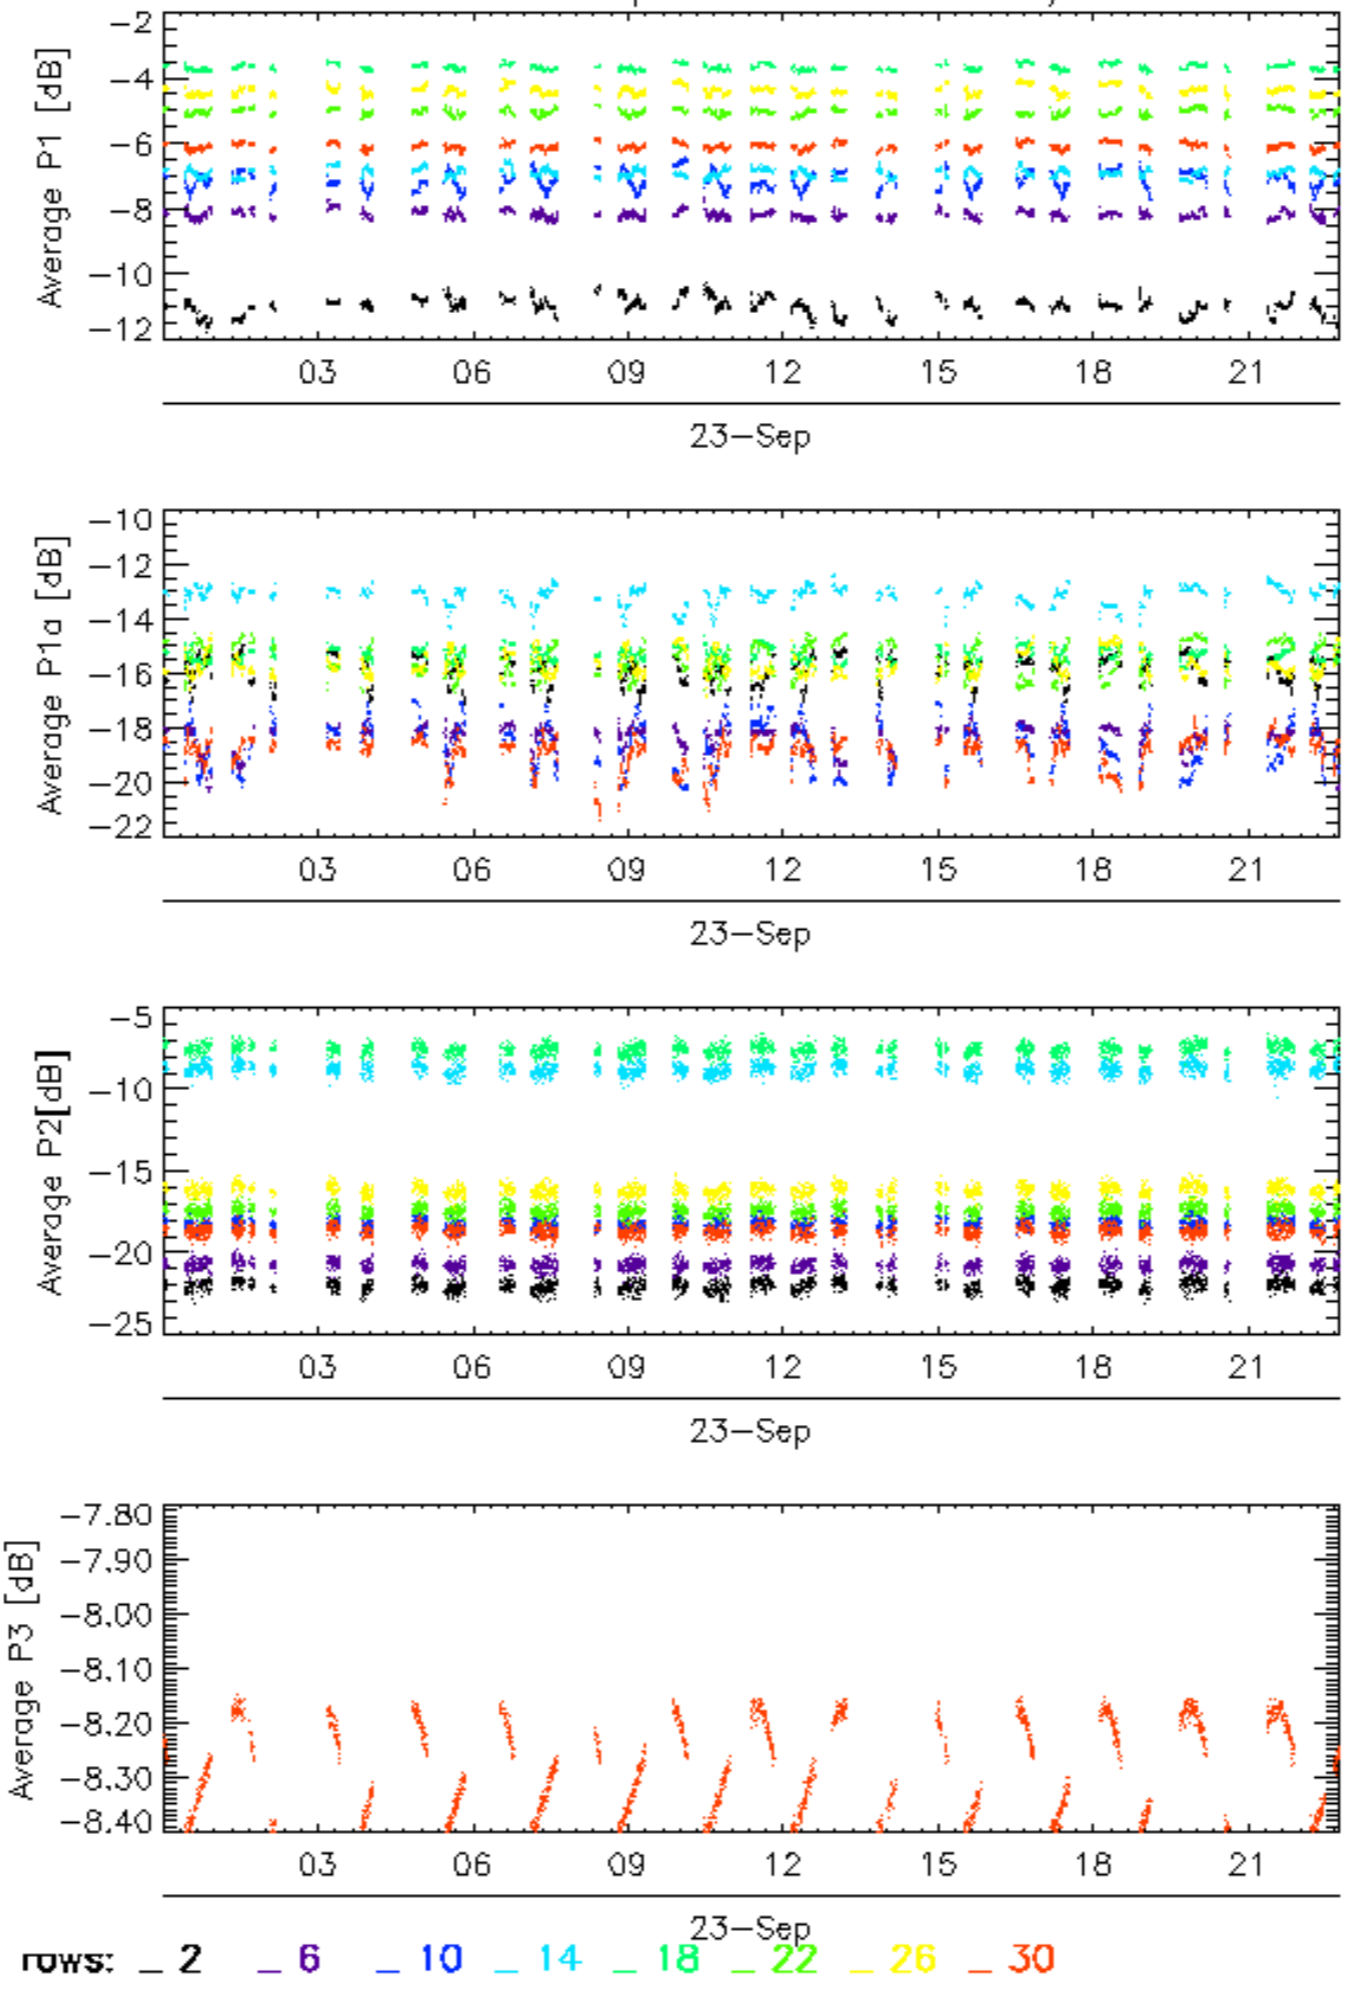 Average P1 [dB]
−2
−4
−6
−8
−10
−12
03 06 09 12 15 18 21
23−Sep
Average P1a [dB]
−10
−12
−14
−16
−18
−20
−22
03 06 09 12 15 18 21
23−Sep
Average P2[dB]
−5
−10
−15
−20
−25
03 06 09 12 15 18 21
23−Sep
Average P3 [dB]
−7.80
−7.90
−8.00
−8.10
−8.20
−8.30
−8.40
03 06 09 12 15 18 21
23−Sep
rows: _ 2 _ 6 _ 10 _ 14 _ 18 _ 22 _ 26 _ 30